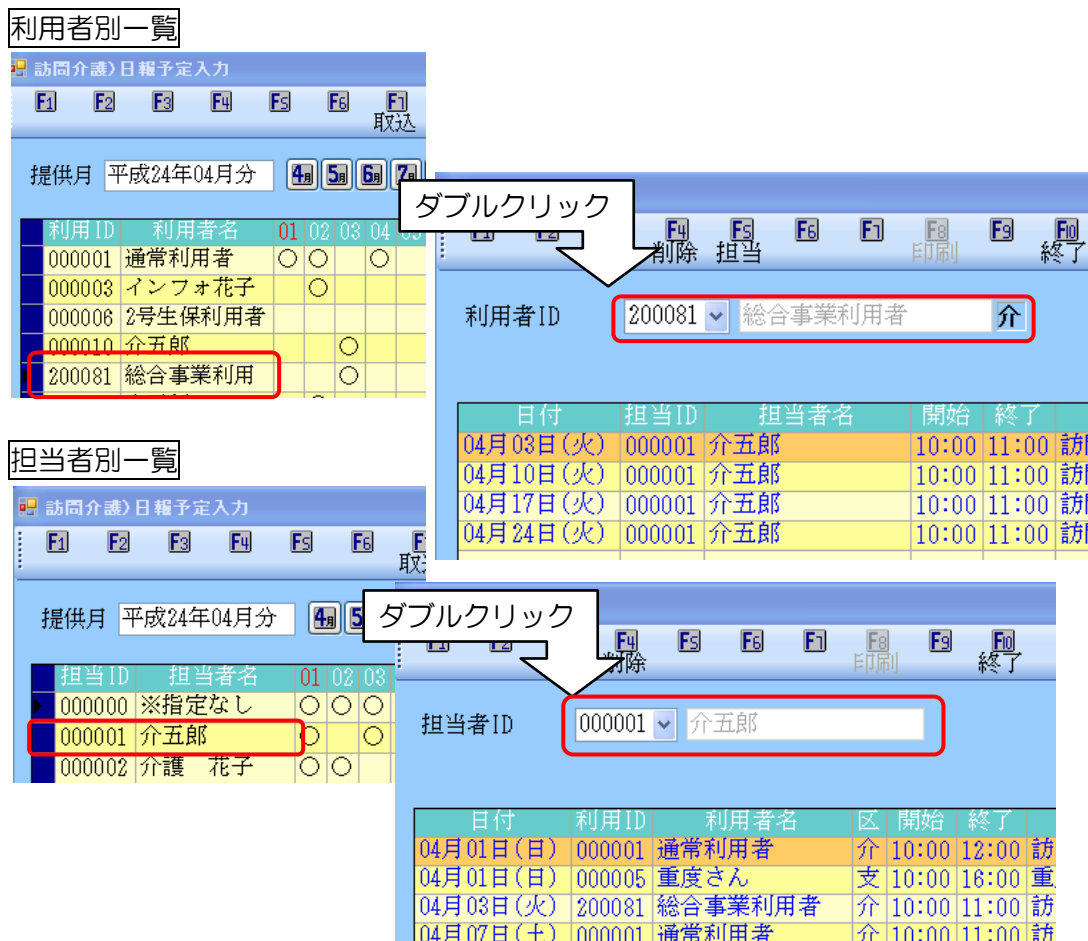 利用者別一覧
訪問介護)日報予定入力
F1 F2 F3 F4 F5 F6 F7
取込
提供月 平成24年04月分 4月 5月 6月 7月
利用ID 利用者名 01 02 03 04
000001 通常利用者 ○ ○ ○
000003 インフォ花子 ○
000006 2号生保利用者
000010 介五郎 ○
200081 総合事業利用 ○
ダブルクリック
F4 F5 F6 F7 F8 F9 F10
削除 担当 印刷 終了
利用者ID 200081 総合事業利用者 介
日付 担当ID 担当者名 開始 終了
04月03日(火) 000001 介五郎 10:00 11:00 訪
04月10日(火) 000001 介五郎 10:00 11:00 訪
04月17日(火) 000001 介五郎 10:00 11:00 訪
04月24日(火) 000001 介五郎 10:00 11:00 訪
担当者別一覧
訪問介護)日報予定入力
F1 F2 F3 F4 F5 F6
取
提供月 平成24年04月分 4月 5
担当ID 担当者名 01 02 03
000000 ※指定なし ○ ○ ○
000001 介五郎 ○ ○
000002 介護 花子 ○ ○
ダブルクリック
F4 F5 F6 F7 F8 F9 F10
削除 印刷 終了
担当者ID 000001 介五郎
日付 利用ID 利用者名 区 開始 終了
04月01日(日) 000001 通常利用者 介 10:00 12:00 訪
04月01日(日) 000005 重度さん 支 10:00 16:00 重
04月03日(火) 200081 総合事業利用者 介 10:00 11:00 訪
04月07日(土) 000001 通常利用者 介 10:00 11:00 訪